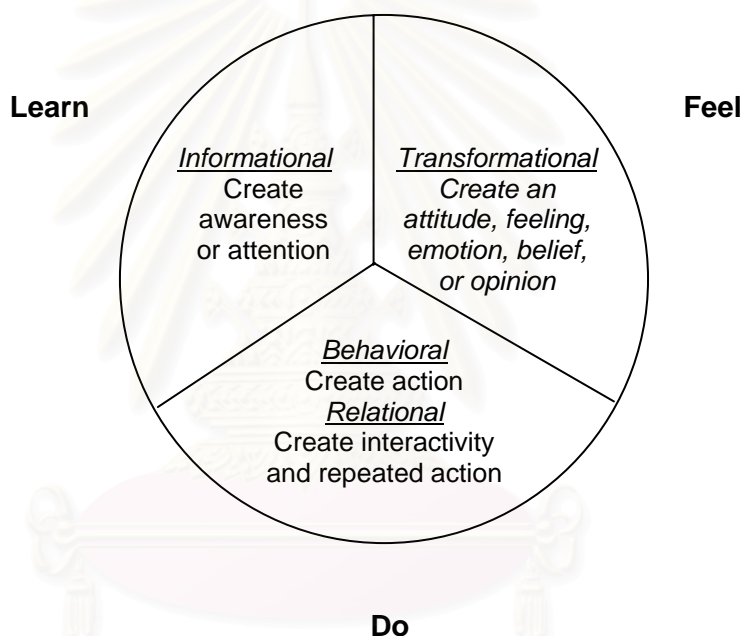 Learn
Feel
Informational
Create
awareness
or attention
Transformational
Create an
attitude, feeling,
emotion, belief,
or opinion
Behavioral
Create action
Relational
Create interactivity
and repeated action
Do